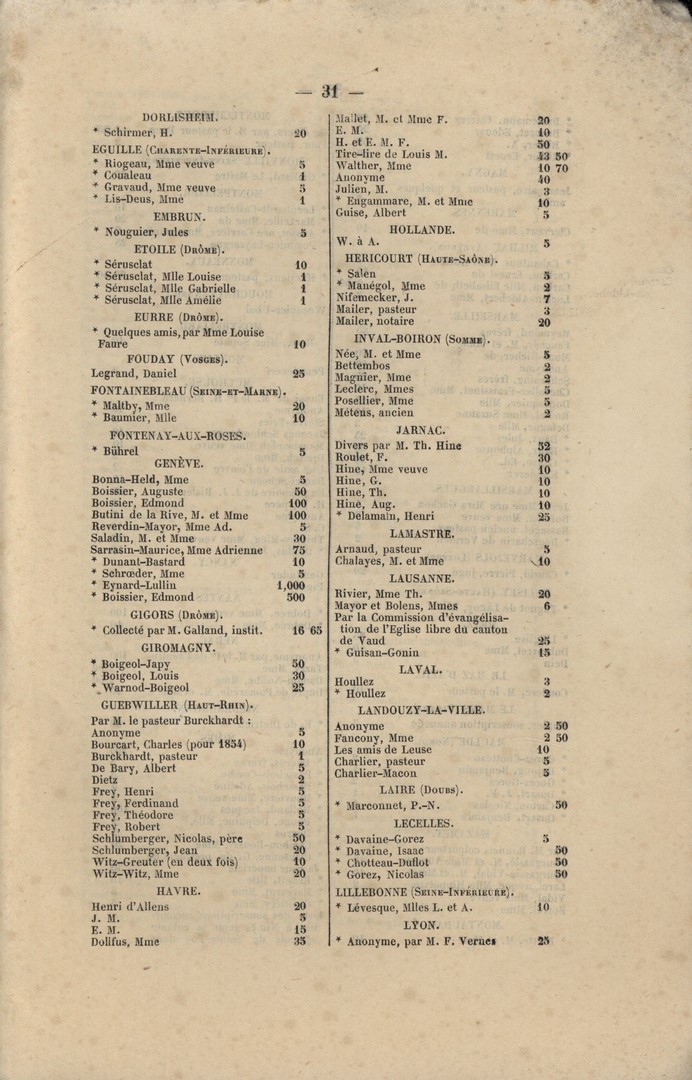 — 31 —
DORLISHEIM.
* Schirmer, H. 20
EGUILLE (Charente-Inférieure).
* Riogeau, Mme veuve 5
* Coualeau 1
* Gravaud, Mme veuve 5
* Lis-Deus, Mme 1
EMBRUN.
* Nouguier, Jules 5
ETOILE (Drôme).
* Sérusclat 10
* Sérusclat, Mlle Louise 1
* Sérusclat, Mlle Gabrielle 1
* Sérusclat, Mlle Amélie 1
EURRE (Drôme).
* Quelques amis, par Mme Louise
Faure 10
FOUDAY (Vosges).
Legrand, Daniel 25
FONTAINEBLEAU (Seine-et-Marne).
* Maltby, Mme 20
* Baumier, Mlle 10
FONTENAY-AUX-ROSES.
* Bührel 5
GENÈVE.
Bonna-Held, Mme 5
Boissier, Auguste 50
Boissier, Edmond 100
Butini de la Rive, M. et Mme 100
Reverdin-Mayor, Mme Ad. 5
Saladin, M. et Mme 30
Sarrasin-Maurice, Mme Adrienne 75
* Dunant-Bastard 10
* Schrœder, Mme 5
* Eynard-Lullin 1,000
* Boissier, Edmond 500
GIGORS (Drôme).
* Collecté par M. Galland, instit. 16 65
GIROMAGNY.
* Boigeol-Japy 50
* Boigeol, Louis 30
* Warnod-Boigeol 25
GUEBWILLER (Haut-Rhin).
Par M. le pasteur Burckhardt :
Anonyme 5
Bourcart, Charles (pour 1854) 10
Burckhardt, pasteur 1
De Bary, Albert 5
Dietz 2
Frey, Henri 5
Frey, Ferdinand 5
Frey, Théodore 5
Frey, Robert 5
Schlumberger, Nicolas, père 50
Schlumberger, Jean 20
Witz-Greuter (en deux fois) 10
Witz-Witz, Mme 20
HAVRE.
Henri d'Allens 20
J. M. 5
E. M. 15
Dollfus, Mme 35
Mallet, M. et Mme F. 20
E. M. 10
H. et E. M. F. 50
Tire-lire de Louis M. 43 50
Walther, Mme 10 70
Anonyme 40
Julien, M. 3
* Engammare, M. et Mme 10
Guise, Albert 5
HOLLANDE.
W. à A. 5
HERICOURT (Haute-Saône).
* Salen 5
* Manégol, Mme 2
Nifemecker, J. 7
Mailer, pasteur 3
Mailer, notaire 20
INVAL-BOIRON (Somme).
Née, M. et Mme 5
Bettembos 2
Magnier, Mme 2
Leclerc, Mmes 5
Posellier, Mme 5
Métens, ancien 2
JARNAC.
Divers par M. Th. Hine 52
Roulet, F. 30
Hine, Mme veuve 10
Hine, G. 10
Hine, Th. 10
Hine, Aug. 10
* Delamain, Henri 25
LAMASTRE.
Arnaud, pasteur 5
Chalayes, M. et Mme 10
LAUSANNE.
Rivier, Mme Th. 20
Mayor et Bolens, Mmes 6
Par la Commission d'évangélisa-
tion de l'Eglise libre du canton
de Vaud 25
* Guisan-Gonin 15
LAVAL.
Houllez 3
* Houllez 2
LANDOUZY-LA-VILLE.
Anonyme 2 50
Fancony, Mme 2 50
Les amis de Leuse 10
Charlier, pasteur 5
Charlier-Macon 5
LAIRE (Doubs).
* Marconnet, P.-N. 50
LECELLES.
* Davaine-Gorez 5
* Davaine, Isaac 50
* Chotteau-Duflot 50
* Gorez, Nicolas 50
LILLEBONNE (Seine-Inférieure).
* Lévesque, Mlles L. et A. 10
LYON.
* Anonyme, par M. F. Vernes 25